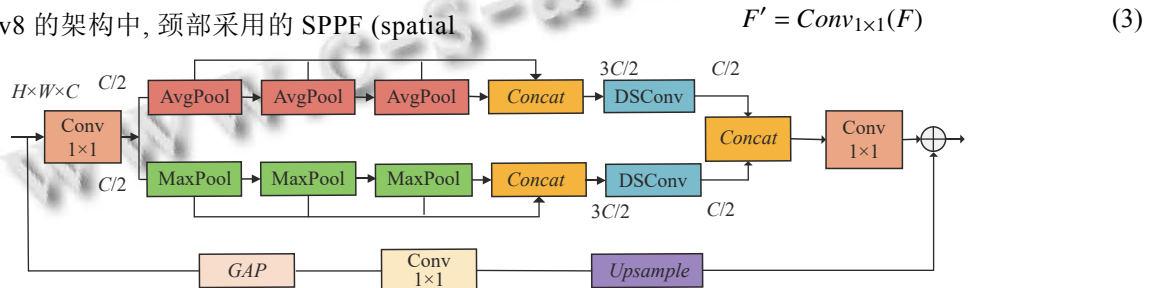 v8 的架构中, 颈部采用的 SPPF (spatial
F′ = Conv₁ₓ₁(F) (3)
H×W×C
C/2
3C/2
C/2
AvgPool AvgPool AvgPool Concat DSConv
Conv
1×1
Concat
Conv
1×1
C/2
MaxPool MaxPool MaxPool Concat DSConv
3C/2
C/2
GAP
Conv
1×1
Upsample